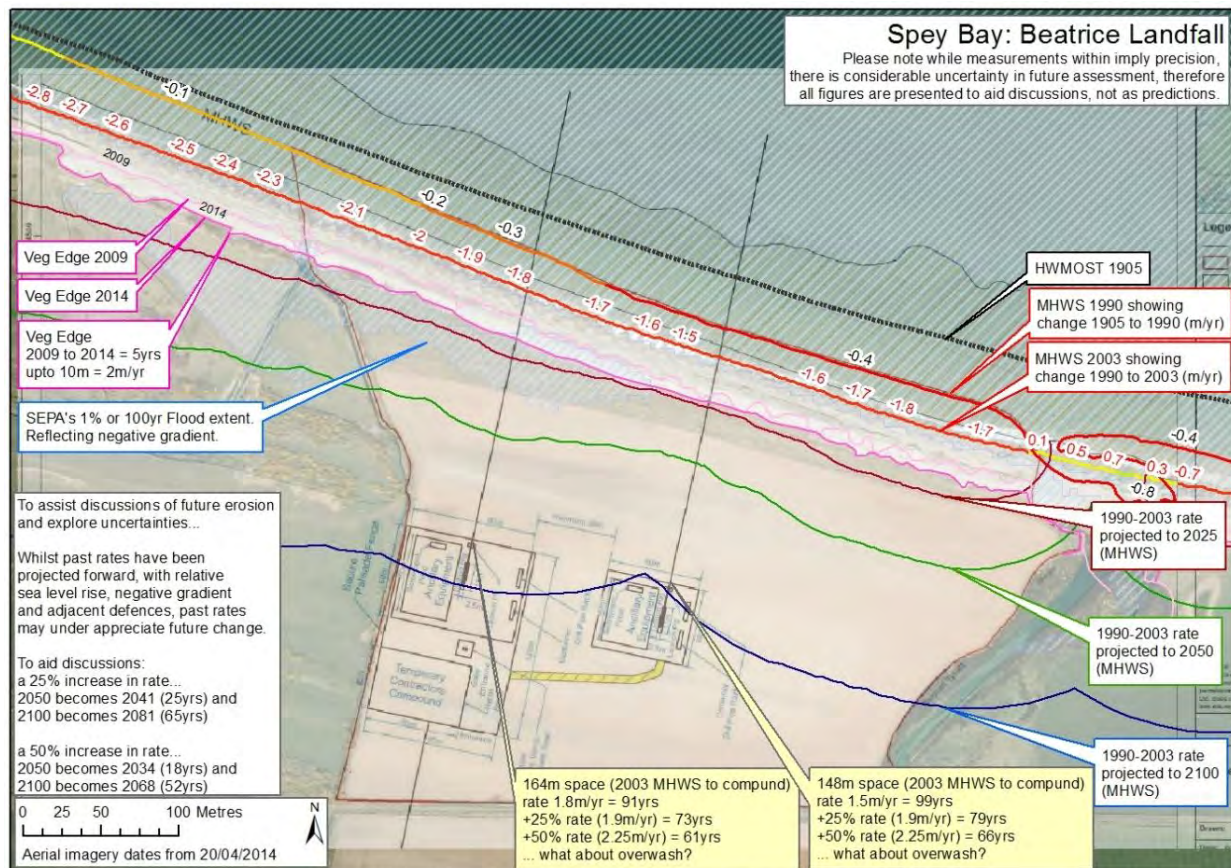 Spey Bay: Beatrice Landfall
Please note while measurements within imply precision,
there is considerable uncertainty in future assessment, therefore
all figures are presented to aid discussions, not as predictions.
-0.1
MHWS
-2.8
-2.7
-2.6
-2.5
-2.4
-2.3
-2.1
-2
-1.9
-1.8
-1.7
-1.6
-1.5
-1.6
-1.7
-1.8
-1.7
0.1
0.5
0.7
0.3
-0.7
-0.2
-0.3
-0.4
-0.4
-0.8
2009
2014
Veg Edge 2009
Veg Edge 2014
Veg Edge
2009 to 2014 = 5yrs
upto 10m = 2m/yr
SEPA's 1% or 100yr Flood extent.
Reflecting negative gradient.
HWMOST 1905
MHWS 1990 showing
change 1905 to 1990 (m/yr)
MHWS 2003 showing
change 1990 to 2003 (m/yr)
1990-2003 rate
projected to 2025
(MHWS)
1990-2003 rate
projected to 2050
(MHWS)
1990-2003 rate
projected to 2100
(MHWS)
To assist discussions of future erosion
and explore uncertainties...
Whilst past rates have been
projected forward, with relative
sea level rise, negative gradient
and adjacent defences, past rates
may under appreciate future change.
To aid discussions:
a 25% increase in rate...
2050 becomes 2041 (25yrs) and
2100 becomes 2081 (65yrs)
a 50% increase in rate...
2050 becomes 2034 (18yrs) and
2100 becomes 2068 (52yrs)
Temporary
Contractors
Compound
Ancillary
Equipment
Ancillary
Equipment
164m space (2003 MHWS to compund)
rate 1.8m/yr = 91yrs
+25% rate (1.9m/yr) = 73yrs
+50% rate (2.25m/yr) = 61yrs
... what about overwash?
148m space (2003 MHWS to compund)
rate 1.5m/yr = 99yrs
+25% rate (1.9m/yr) = 79yrs
+50% rate (2.25m/yr) = 66yrs
... what about overwash?
0 25 50 100 Metres
N
Aerial imagery dates from 20/04/2014